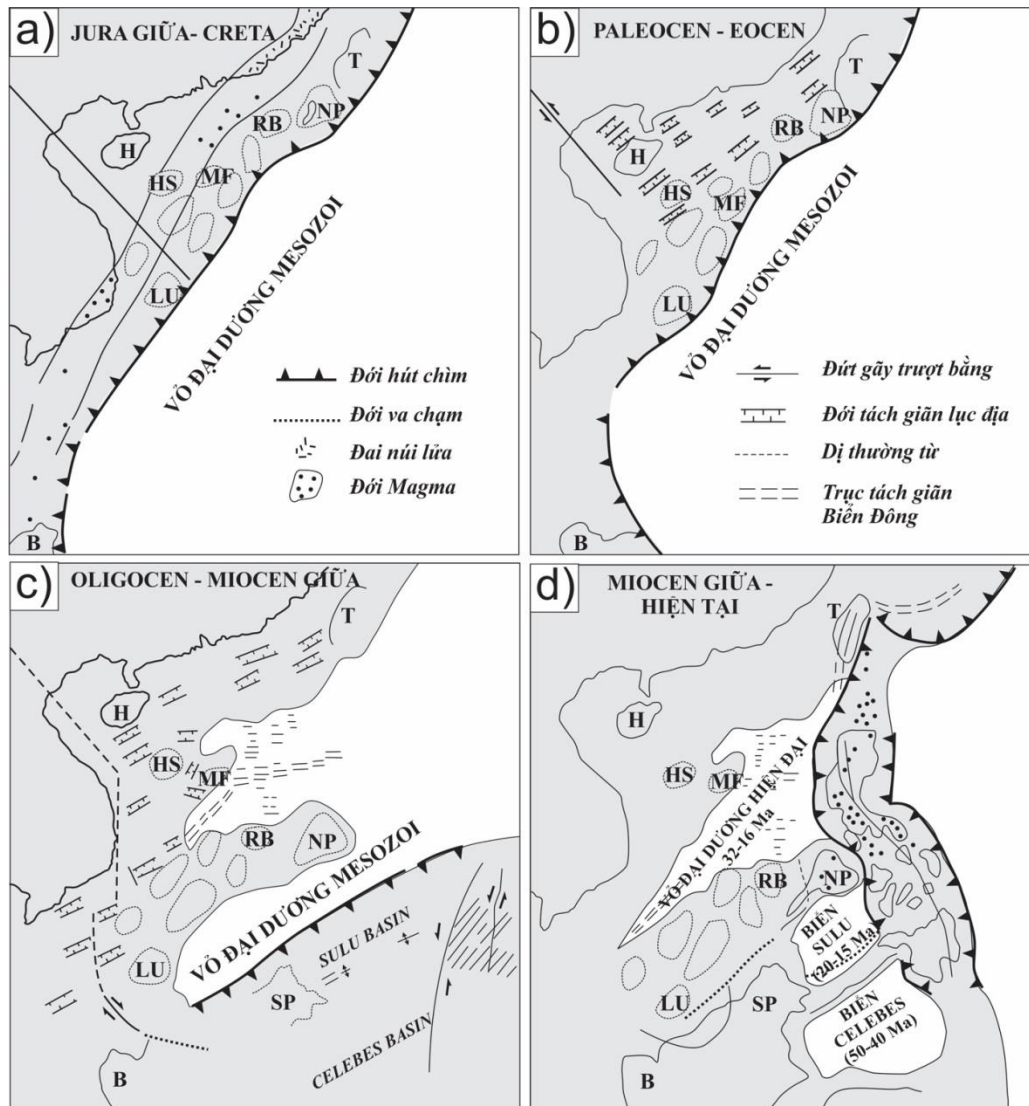 a)
JURA GIỮA- CRETA
T
NP
RB
H
HS
MF
LU
VỎ ĐẠI DƯƠNG MESOZOI
B
Đới hút chìm
Đới va chạm
Đai núi lửa
Đới Magma
b)
PALEOCEN - EOCEN
T
NP
RB
H
HS
MF
LU
VỎ ĐẠI DƯƠNG MESOZOI
B
Đứt gãy trượt bằng
Đới tách giãn lục địa
Dị thường từ
Trục tách giãn
Biển Đông
c)
OLIGOCEN - MIOCEN GIỮA
T
H
HS
MF
RB
NP
VỎ ĐẠI DƯƠNG MESOZOI
LU
SULU BASIN
SP
CELEBES BASIN
B
d)
MIOCEN GIỮA -
HIỆN TẠI
T
H
HS
MF
VỎ ĐẠI DƯƠNG HIỆN ĐẠI
32-16 Ma
RB
NP
BIỂN
SULU
(20-15 Ma)
LU
SP
BIỂN
CELEBES
(50-40 Ma)
B